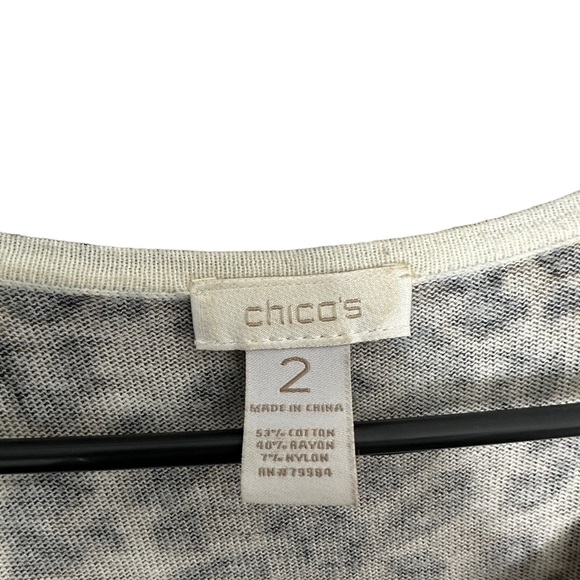 chico's
2
MADE IN CHINA
53% COTTON
40% RAYON
7% NYLON
RN#79984